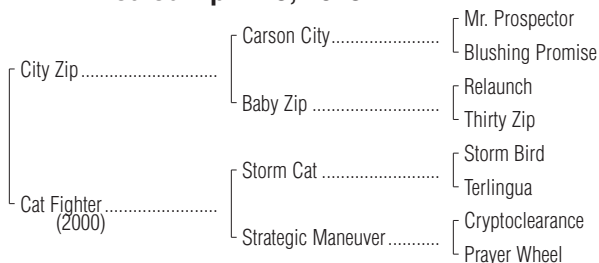 Mr. Prospector
Carson City
Blushing Promise
City Zip
Relaunch
Baby Zip
Thirty Zip
Storm Bird
Storm Cat
Terlingua
Cat Fighter
(2000)
Cryptoclearance
Strategic Maneuver
Prayer Wheel